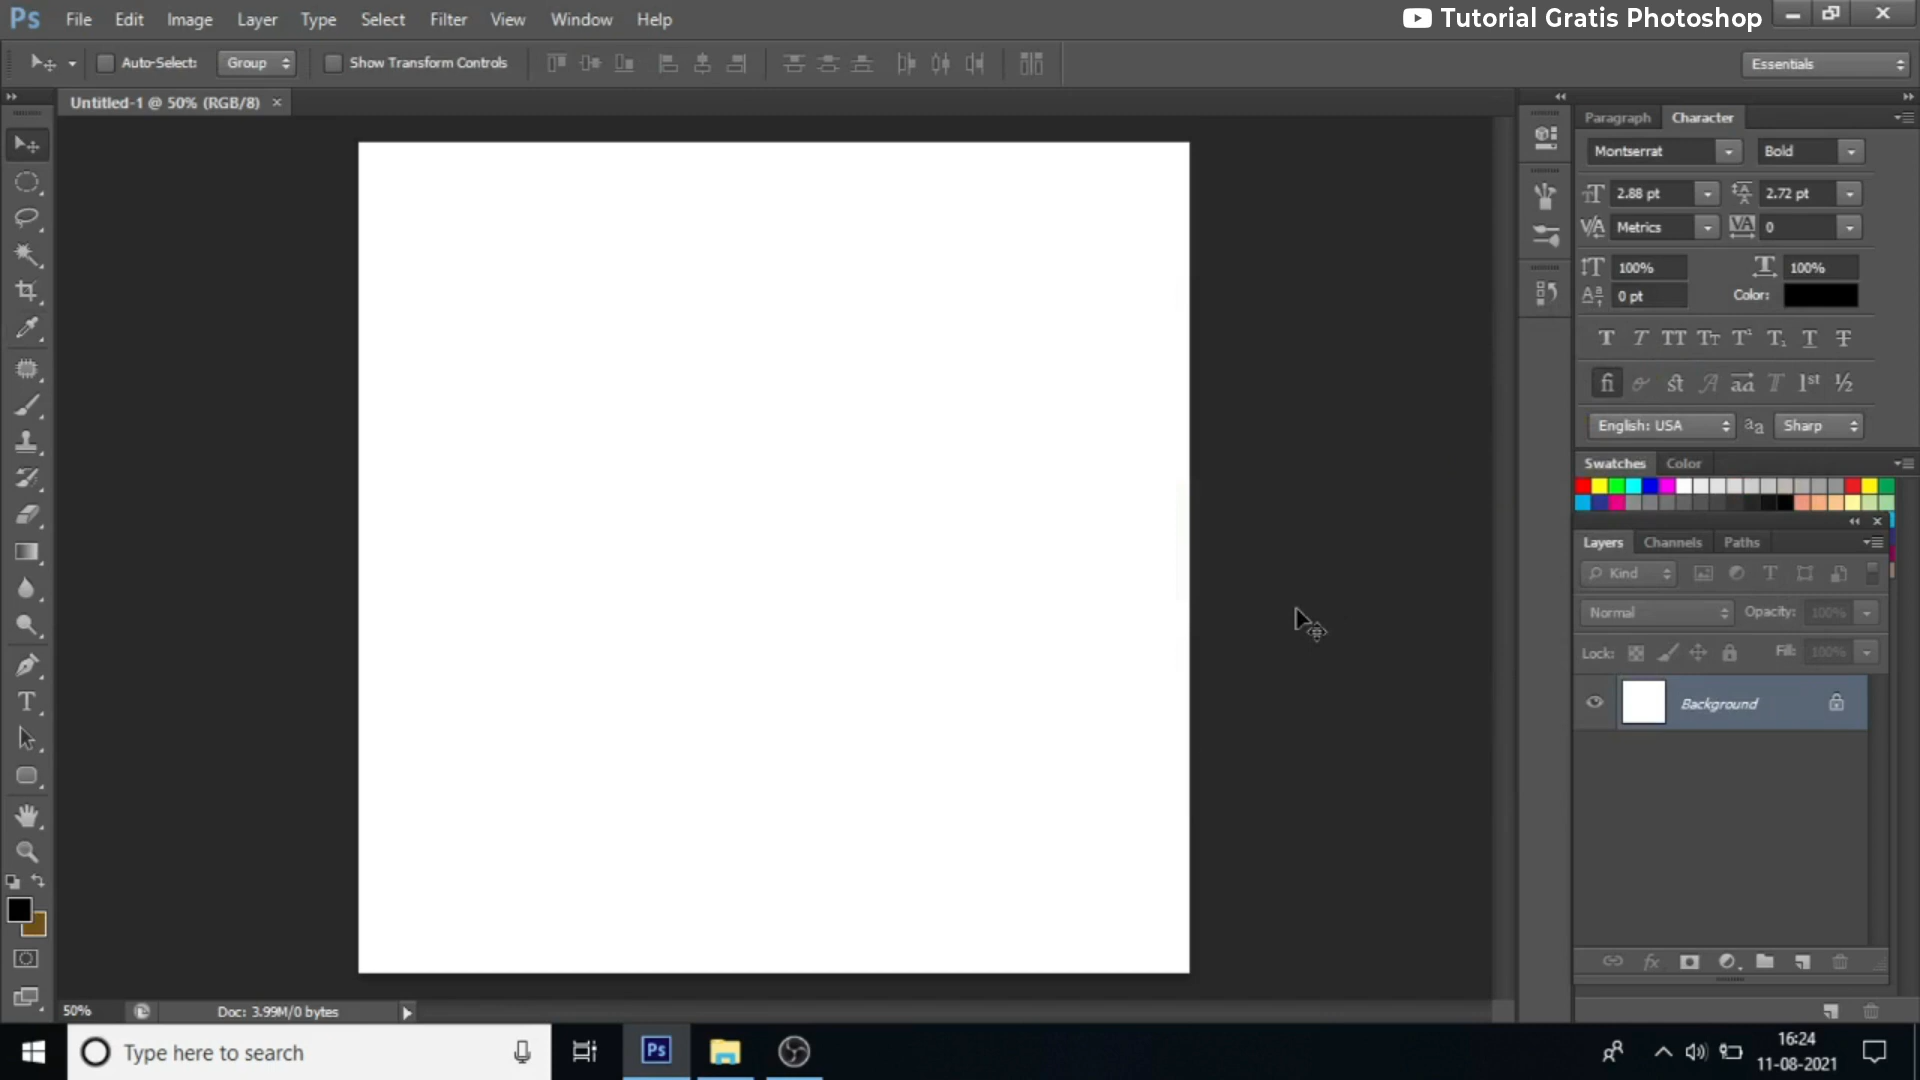 Ps File Edit Image Layer Type Select Filter View Window Help
Tutorial Gratis Photoshop
Auto-Select: Group Show Transform Controls
Essentials
Untitled-1 @ 50% (RGB/8) ×
Paragraph Character
Montserrat Bold
2.88 pt 2.72 pt
Metrics 0
100% 100%
0 pt Color:
English: USA Sharp
Swatches Color
Layers Channels Paths
Kind
Normal Opacity: 100%
Lock: Fill: 100%
Background
50% Doc: 3.99M/0 bytes
Type here to search
Ps
16:24
11-08-2021